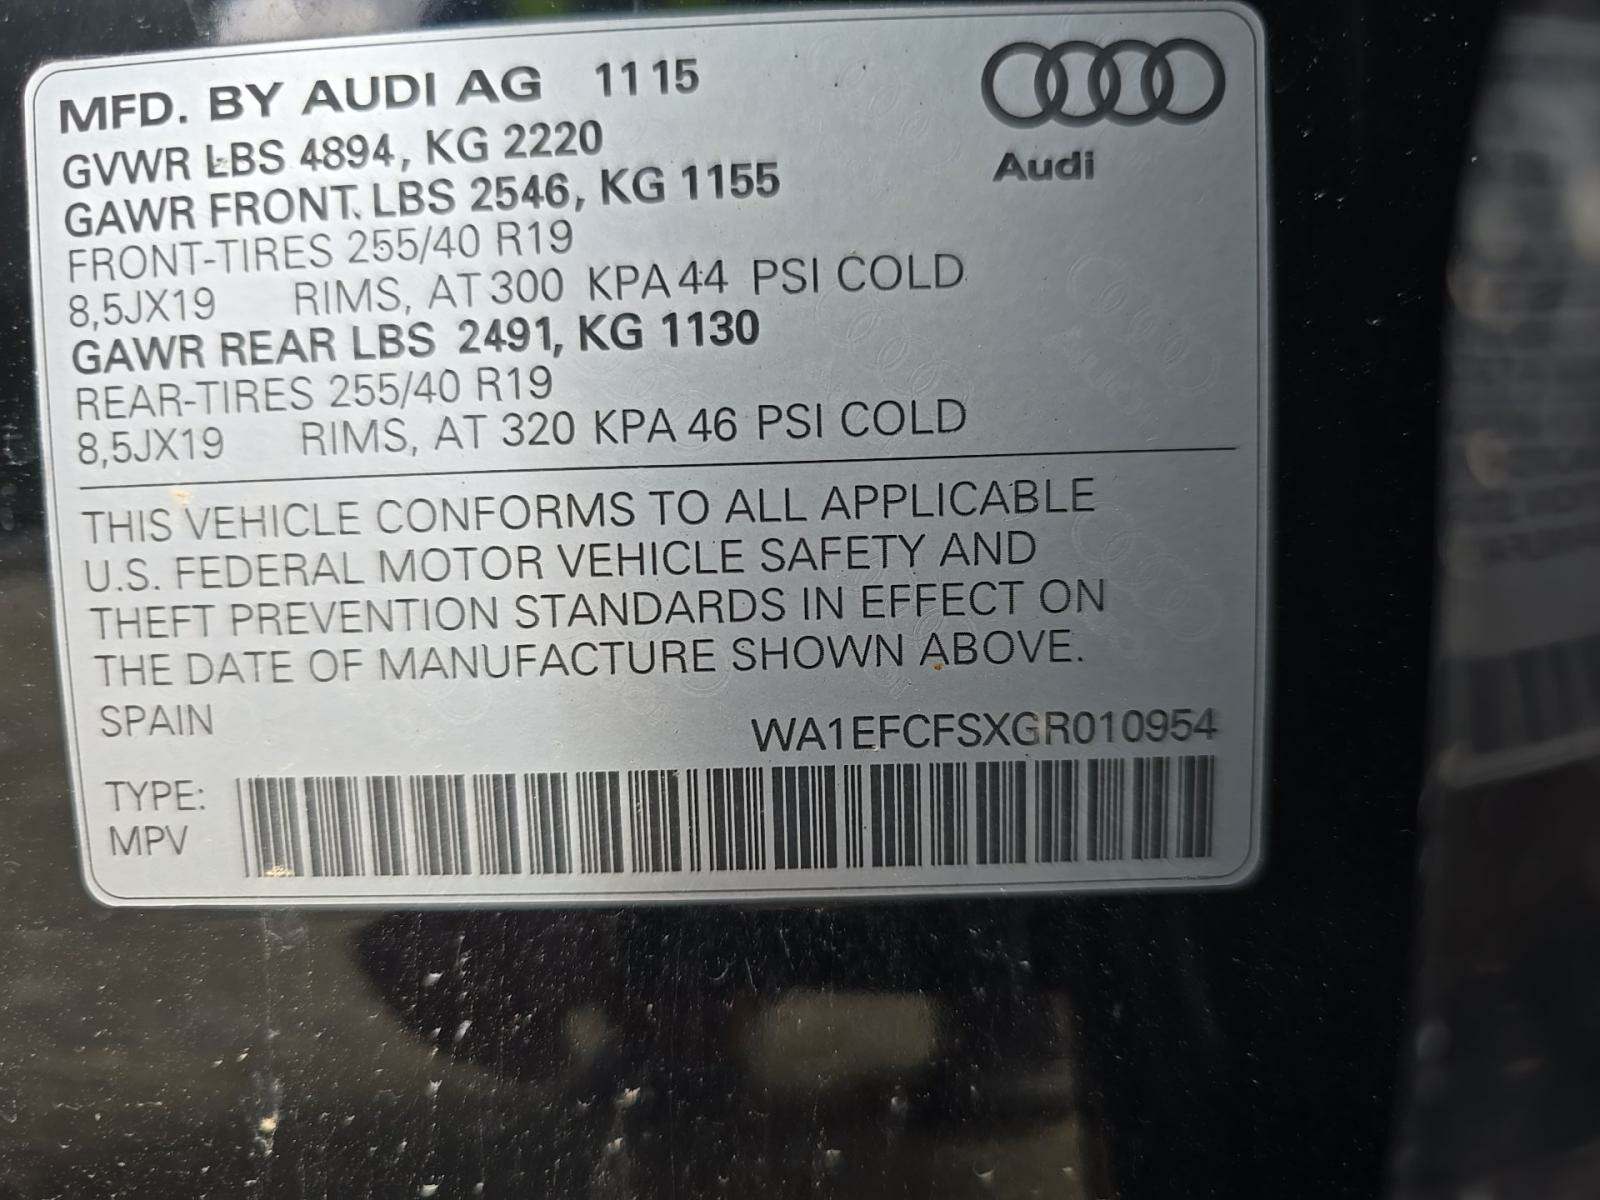 MFD. BY AUDI AG 11 15
GVWR LBS 4894, KG 2220
GAWR FRONT. LBS 2546, KG 1155
FRONT-TIRES 255/40 R19
8,5JX19 RIMS, AT 300 KPA 44 PSI COLD
GAWR REAR LBS 2491, KG 1130
REAR-TIRES 255/40 R19
8,5JX19 RIMS, AT 320 KPA 46 PSI COLD
Audi
THIS VEHICLE CONFORMS TO ALL APPLICABLE
U.S. FEDERAL MOTOR VEHICLE SAFETY AND
THEFT PREVENTION STANDARDS IN EFFECT ON
THE DATE OF MANUFACTURE SHOWN ABOVE.
SPAIN WA1EFCFSXGR010954
TYPE:
MPV